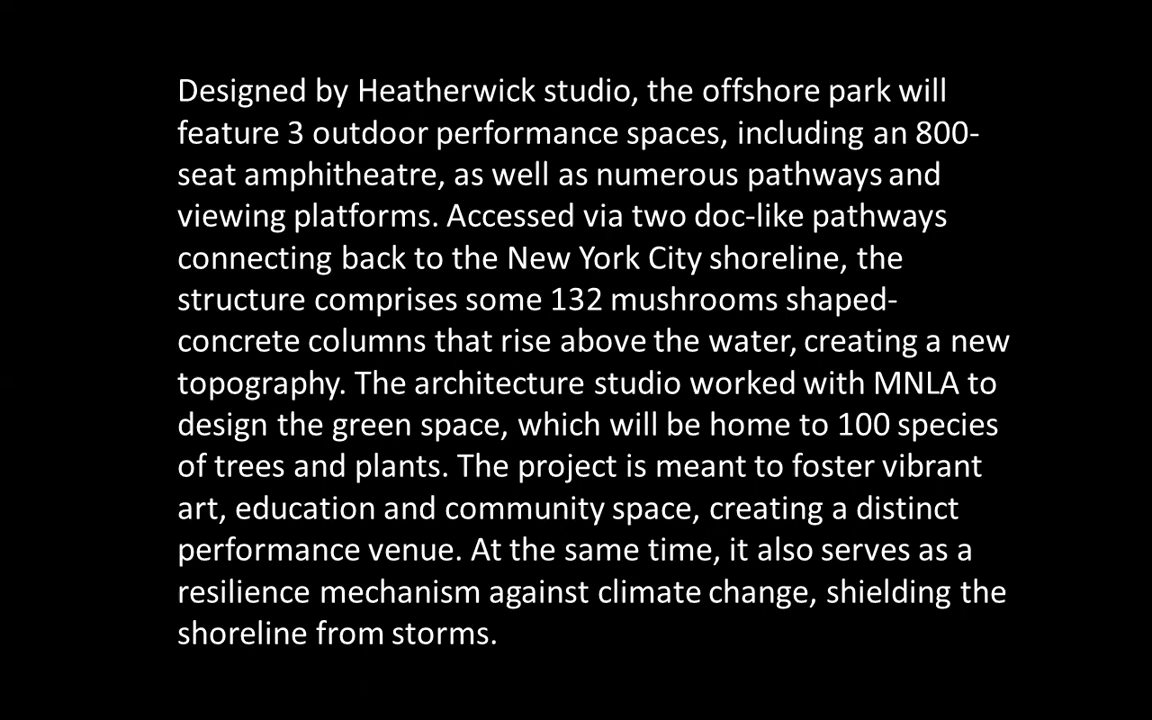 Designed by Heatherwick studio, the offshore park will
feature 3 outdoor performance spaces, including an 800-
seat amphitheatre, as well as numerous pathways and
viewing platforms. Accessed via two doc-like pathways
connecting back to the New York City shoreline, the
structure comprises some 132 mushrooms shaped-
concrete columns that rise above the water, creating a new
topography. The architecture studio worked with MNLA to
design the green space, which will be home to 100 species
of trees and plants. The project is meant to foster vibrant
art, education and community space, creating a distinct
performance venue. At the same time, it also serves as a
resilience mechanism against climate change, shielding the
shoreline from storms.